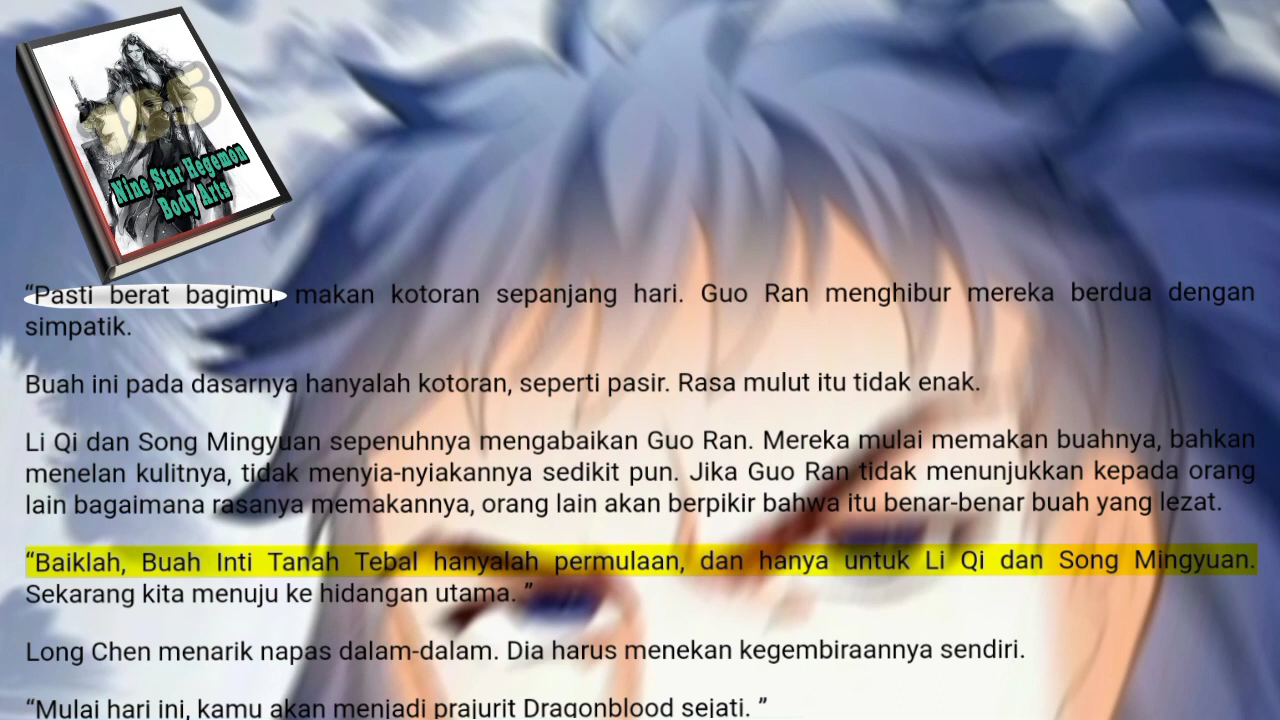 195
Nine Star Hegemon
Body Arts
“Pasti berat bagimu, makan kotoran sepanjang hari. Guo Ran menghibur mereka berdua dengan
simpatik.
Buah ini pada dasarnya hanyalah kotoran, seperti pasir. Rasa mulut itu tidak enak.
Li Qi dan Song Mingyuan sepenuhnya mengabaikan Guo Ran. Mereka mulai memakan buahnya, bahkan
menelan kulitnya, tidak menyia-nyiakannya sedikit pun. Jika Guo Ran tidak menunjukkan kepada orang
lain bagaimana rasanya memakannya, orang lain akan berpikir bahwa itu benar-benar buah yang lezat.
“Baiklah, Buah Inti Tanah Tebal hanyalah permulaan, dan hanya untuk Li Qi dan Song Mingyuan.
Sekarang kita menuju ke hidangan utama. ”
Long Chen menarik napas dalam-dalam. Dia harus menekan kegembiraannya sendiri.
“Mulai hari ini, kamu akan menjadi prajurit Dragonblood sejati. ”